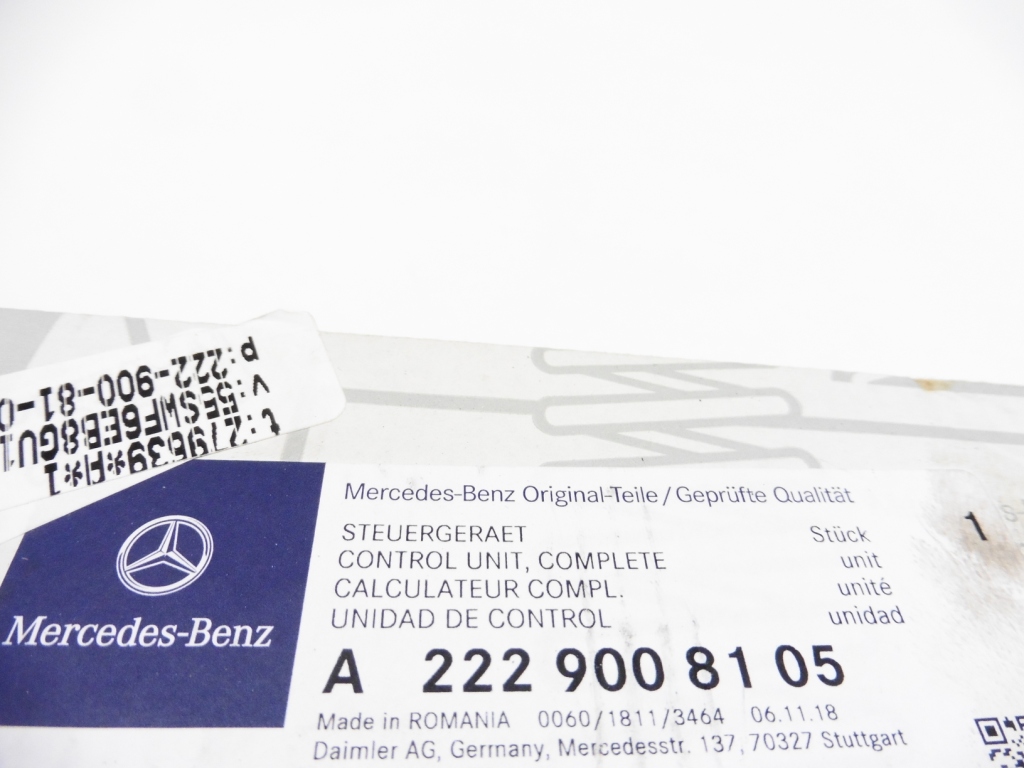 p:222-900-81-0
v:55SWF6EB8GU1
Mercedes-Benz Original-Teile / Geprüfte Qualität
STEUERGERAET Stück 1
CONTROL UNIT, COMPLETE unit
CALCULATEUR COMPL. unité
UNIDAD DE CONTROL unidad
Mercedes-Benz
A 222 900 81 05
Made in ROMANIA 0060/1811/3464 06.11.18
Daimler AG, Germany, Mercedesstr. 137, 70327 Stuttgart